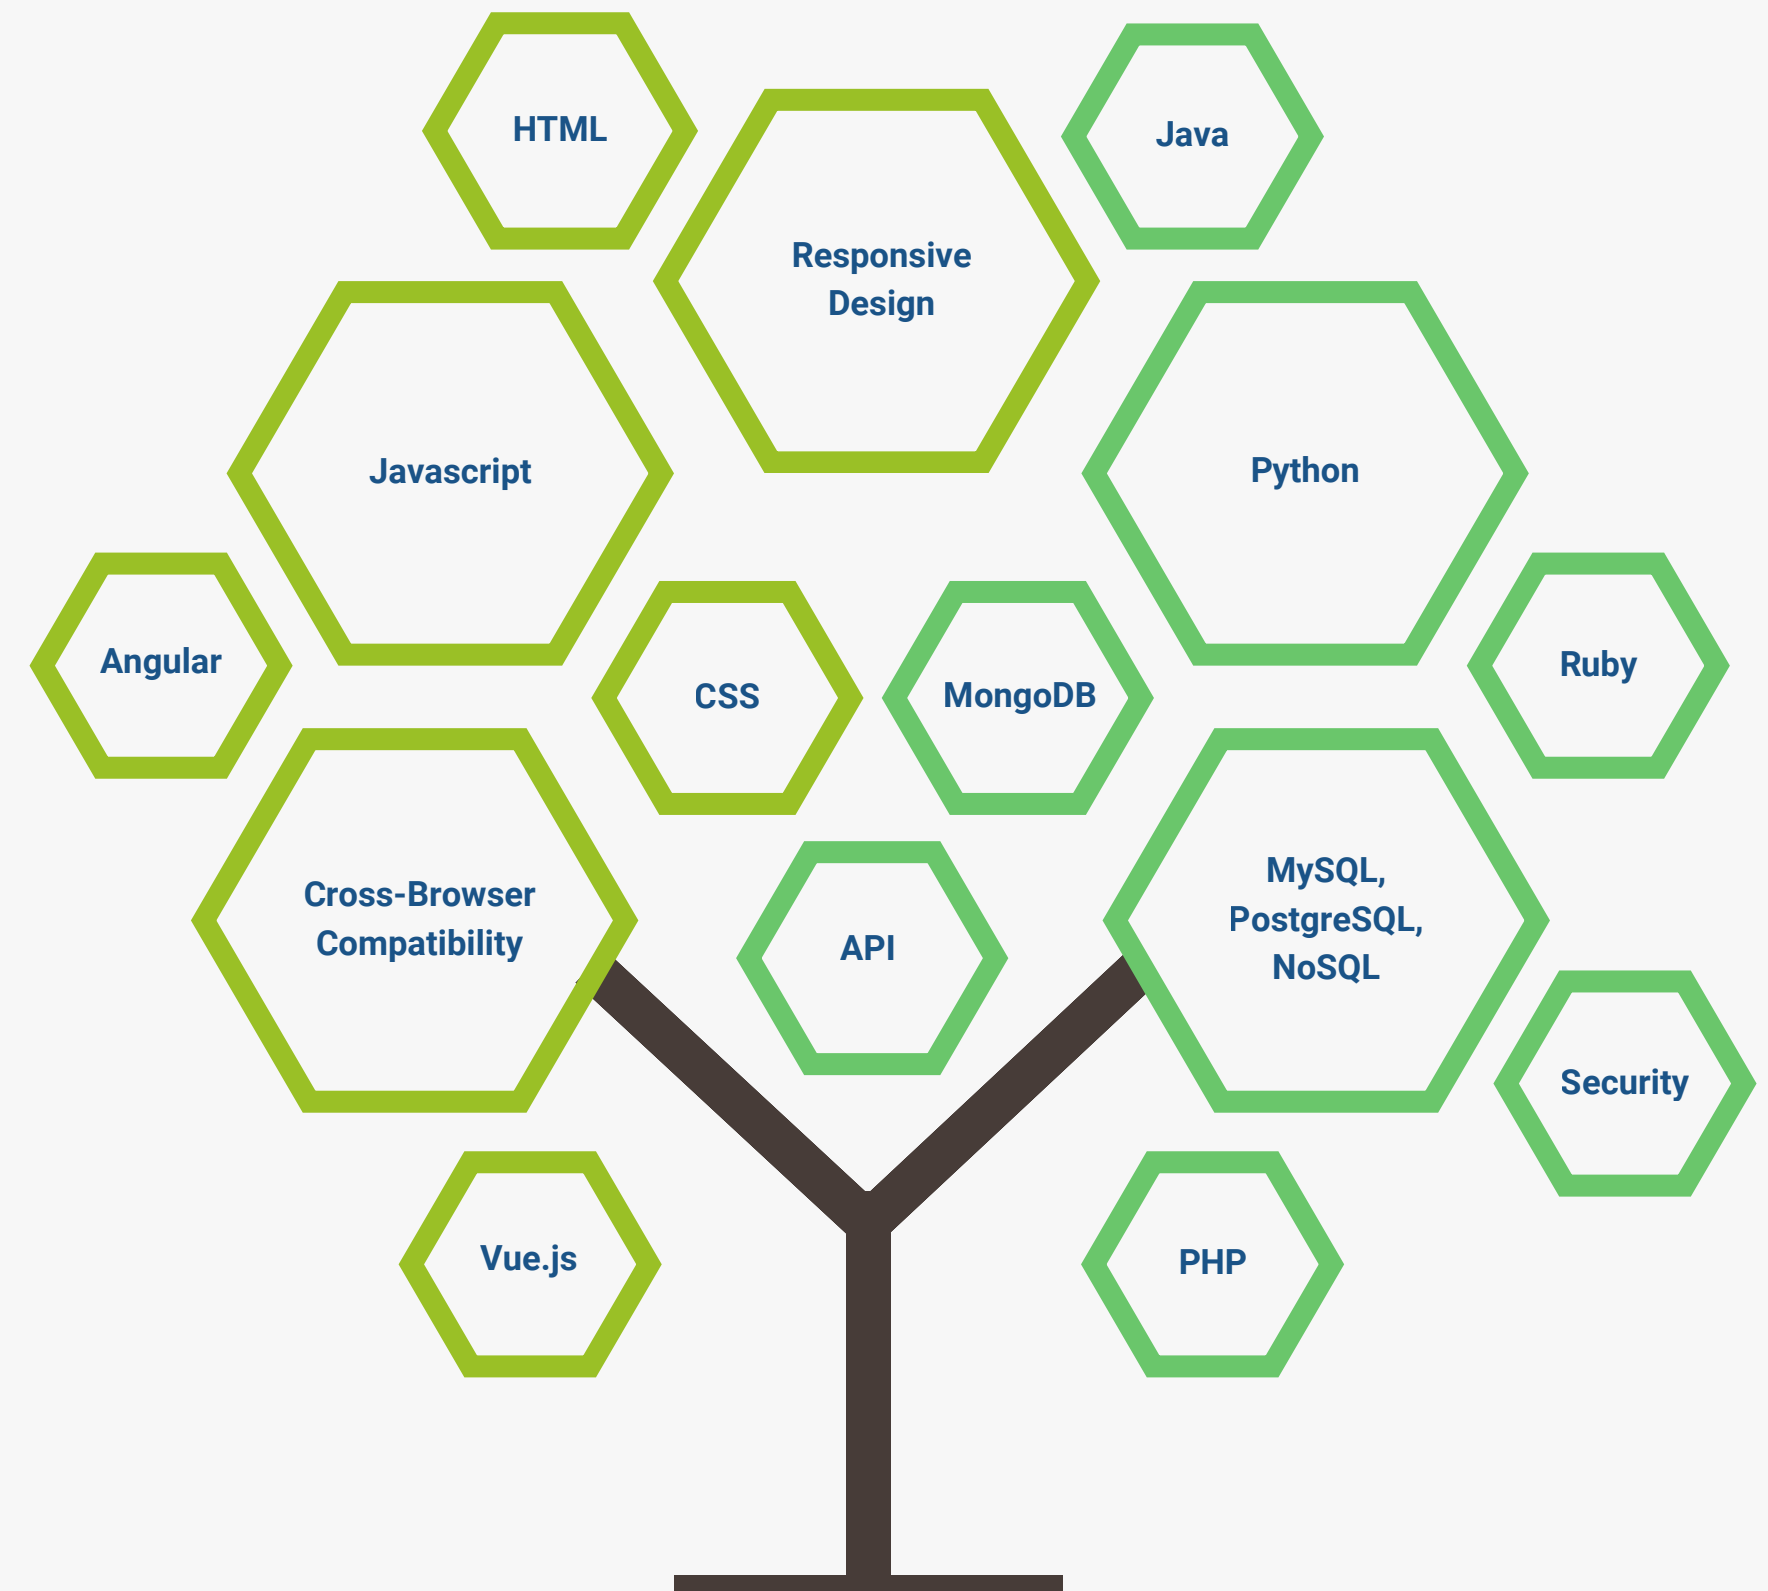 HTML
Java
Responsive
Design
Javascript
Python
Angular
CSS
MongoDB
Ruby
Cross-Browser
Compatibility
API
MySQL,
PostgreSQL,
NoSQL
Security
Vue.js
PHP